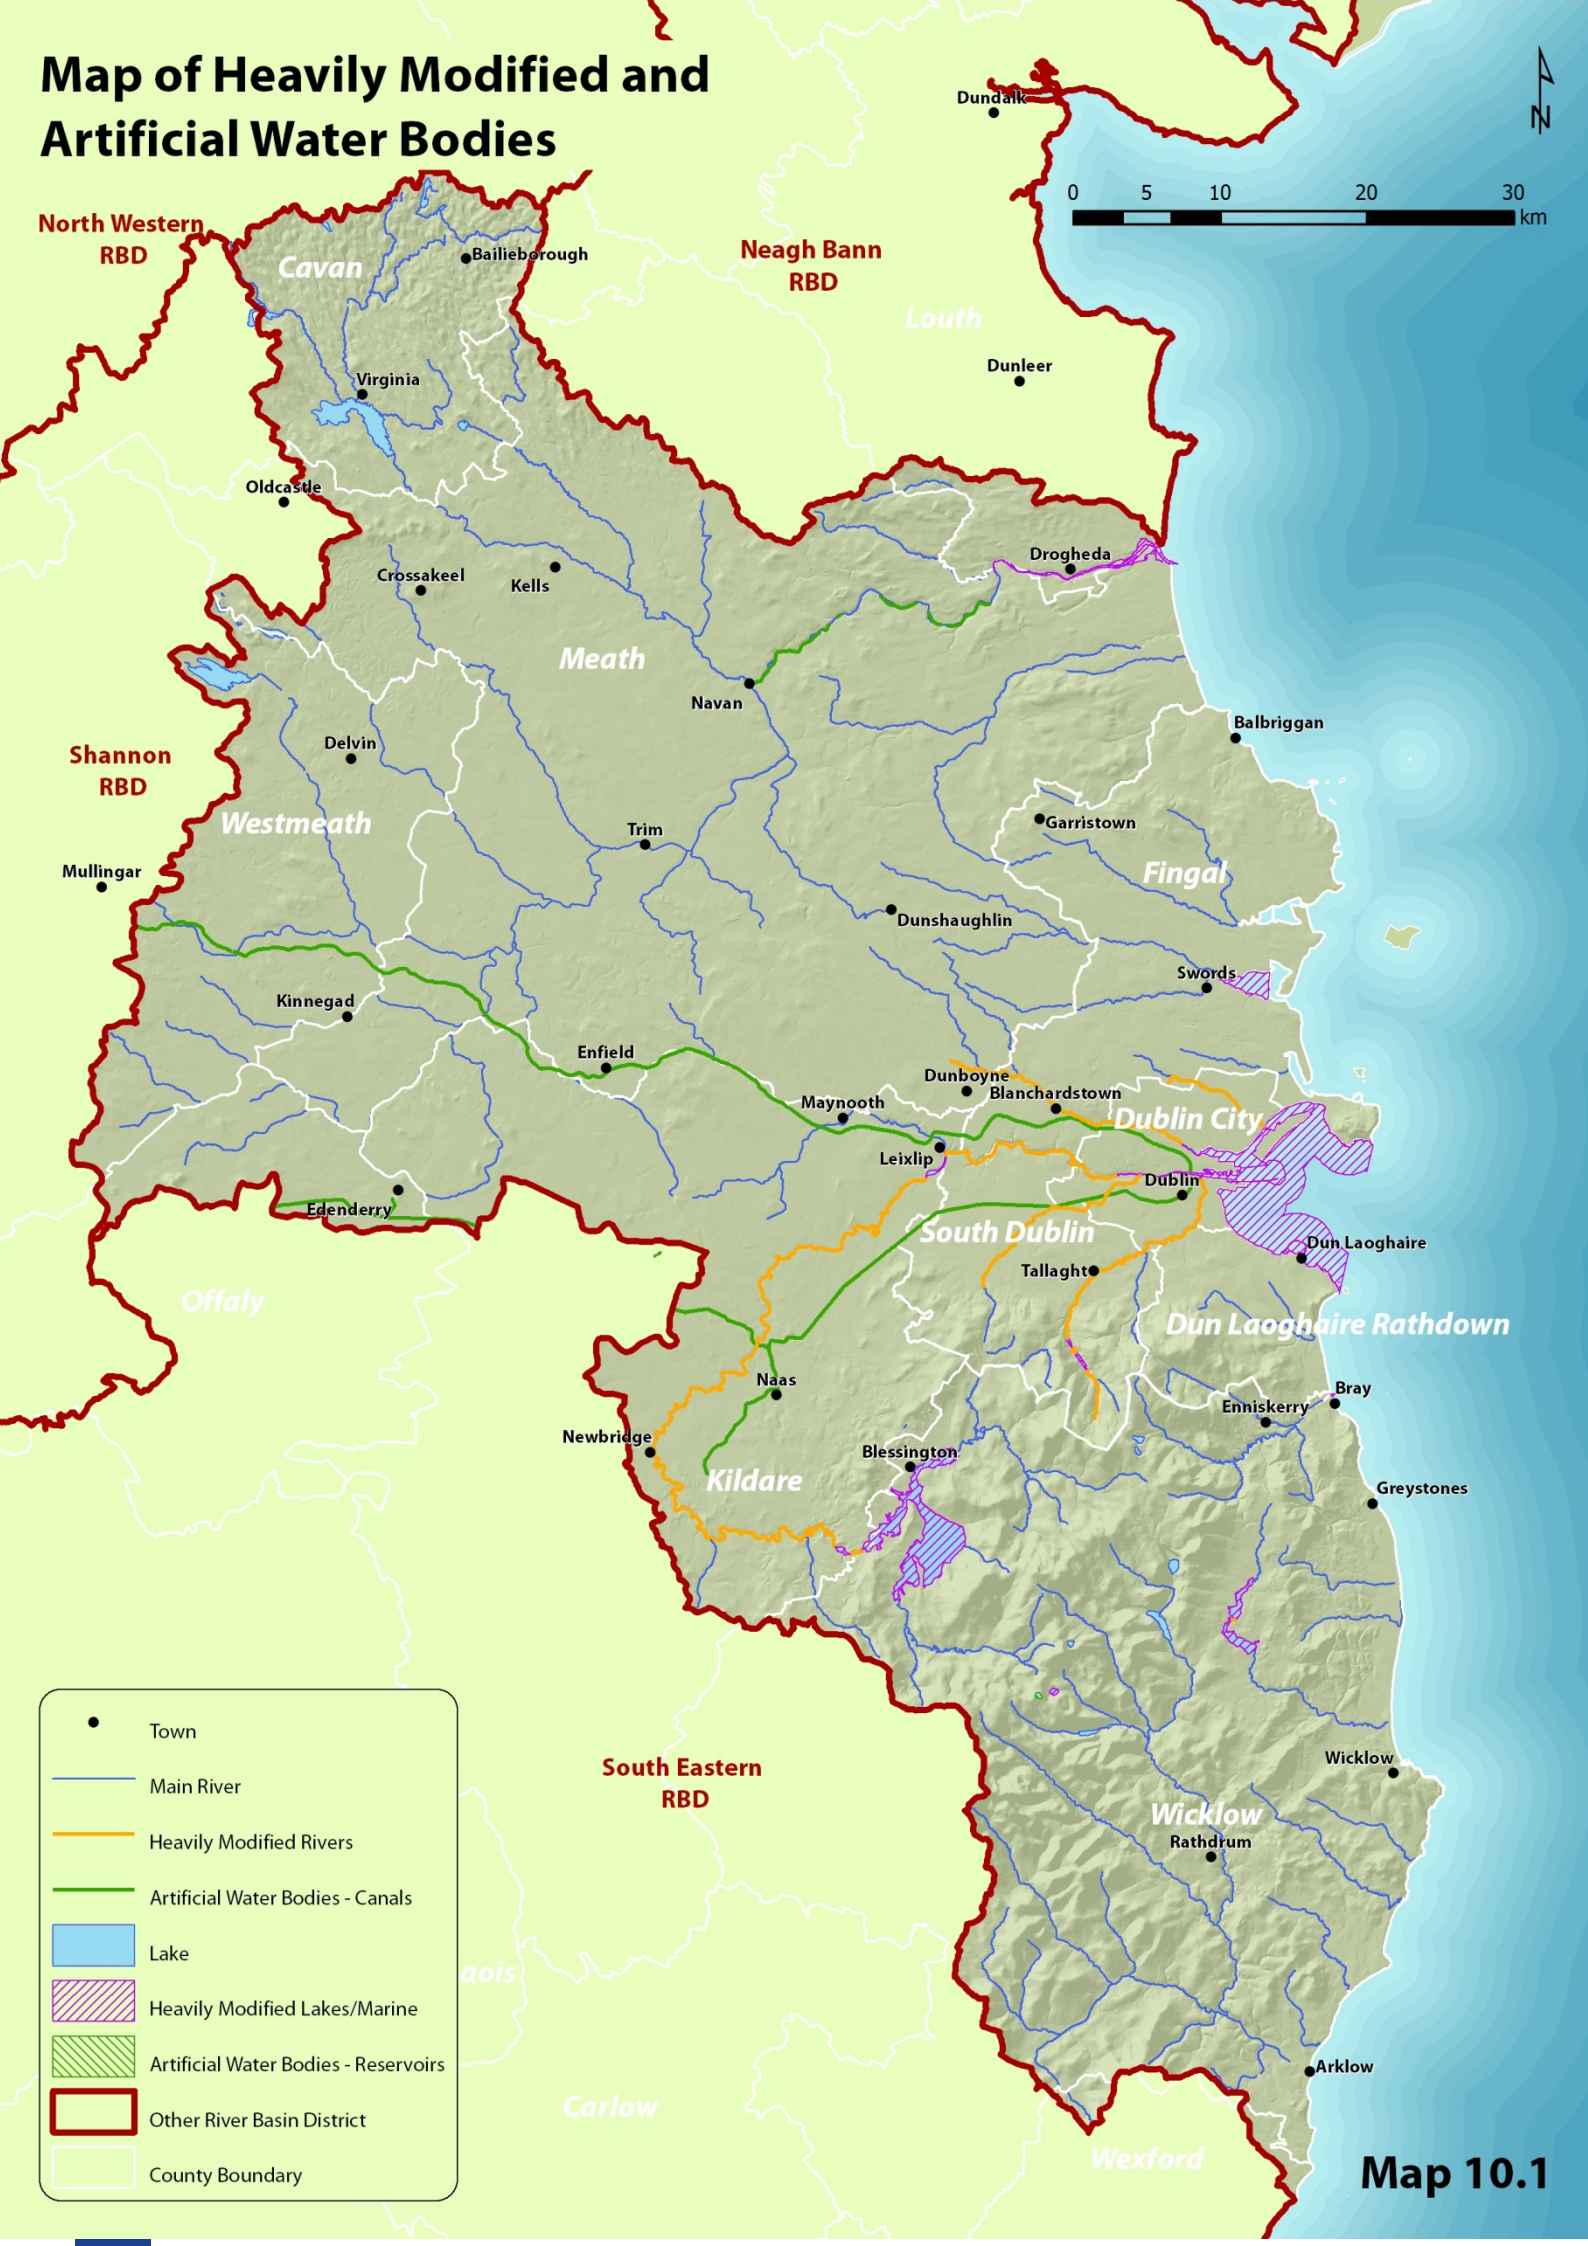 Map of Heavily Modified and
Artificial Water Bodies
N
0 5 10 20 30
km
Dundalk
North Western
RBD
Neagh Bann
RBD
Cavan
Bailieborough
Louth
Dunleer
Virginia
Oldcastle
Drogheda
Crossakeel
Kells
Meath
Navan
Balbriggan
Shannon
RBD
Delvin
Westmeath
Trim
Garristown
Fingal
Mullingar
Dunshaughlin
Swords
Kinnegad
Enfield
Dunboyne
Blanchardstown
Maynooth
Dublin City
Leixlip
Dublin
Edenderry
South Dublin
Dun Laoghaire
Tallaght
Offaly
Dun Laoghaire Rathdown
Naas
Bray
Enniskerry
Newbridge
Blessington
Kildare
Greystones
South Eastern
RBD
Wicklow
Wicklow
Rathdrum
aois
Carlow
Arklow
Wexford
Town
Main River
Heavily Modified Rivers
Artificial Water Bodies - Canals
Lake
Heavily Modified Lakes/Marine
Artificial Water Bodies - Reservoirs
Other River Basin District
County Boundary
Map 10.1